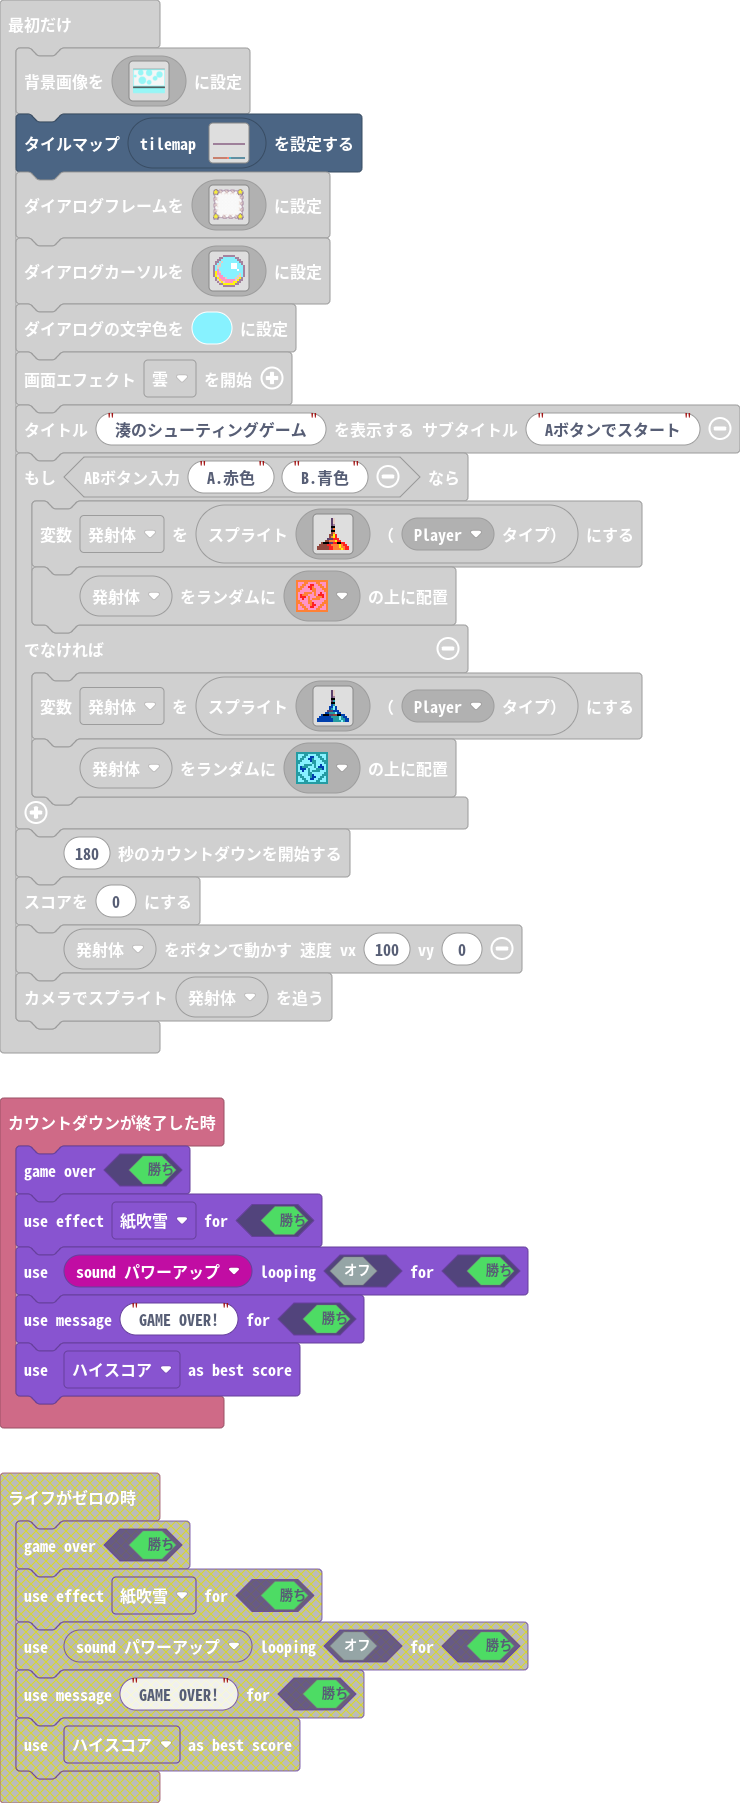 最初だけ
背景画像を に設定
タイルマップ tilemap を設定する
ダイアログフレームを に設定
ダイアログカーソルを に設定
ダイアログの文字色を に設定
画面エフェクト 雲 を開始
タイトル "湊のシューティングゲーム" を表示する サブタイトル "Aボタンでスタート"
もし ABボタン入力 "A.赤色" "B.青色" なら
変数 発射体 を スプライト ( Player タイプ) にする
発射体 をランダムに の上に配置
でなければ
変数 発射体 を スプライト ( Player タイプ) にする
発射体 をランダムに の上に配置
180 秒のカウントダウンを開始する
スコアを 0 にする
発射体 をボタンで動かす 速度 vx 100 vy 0
カメラでスプライト 発射体 を追う
カウントダウンが終了した時
game over 勝ち
use effect 紙吹雪 for 勝ち
use sound パワーアップ looping オフ for 勝ち
use message "GAME OVER!" for 勝ち
use ハイスコア as best score
ライフがゼロの時
game over 勝ち
use effect 紙吹雪 for 勝ち
use sound パワーアップ looping オフ for 勝ち
use message "GAME OVER!" for 勝ち
use ハイスコア as best score